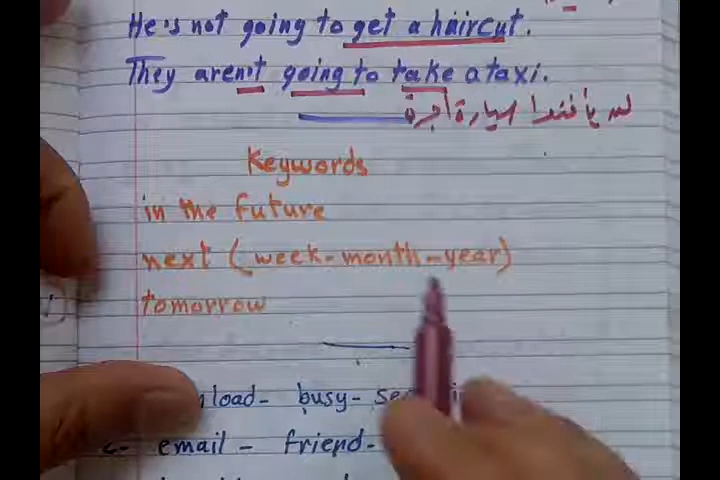 He's not going to get a haircut.
They aren't going to take a taxi.
لن يأخذوا سيارة أجرة
Keywords
in the future
next (week-month-year)
tomorrow
load- busy-
email - friend-